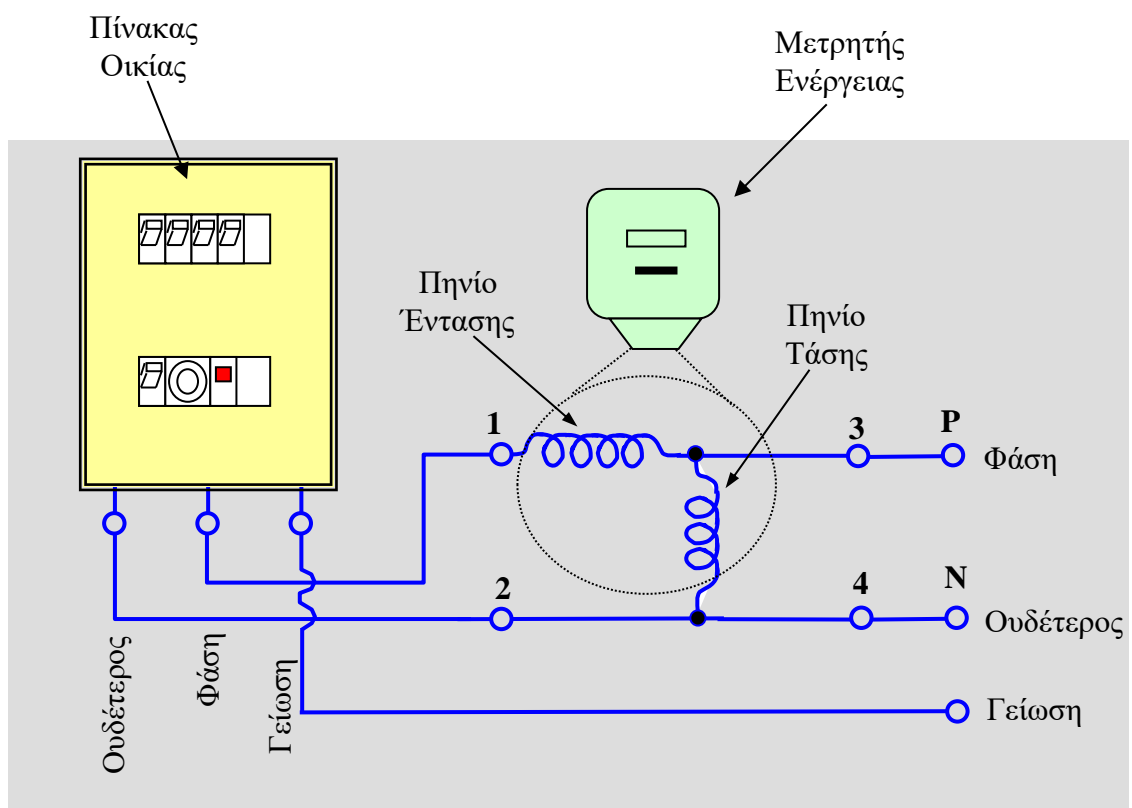 Πίνακας
Οικίας
Μετρητής
Ενέργειας
Πηνίο
Έντασης
Πηνίο
Τάσης
1
3
P
Φάση
2
4
N
Ουδέτερος
Ουδέτερος
Φάση
Γείωση
Γείωση